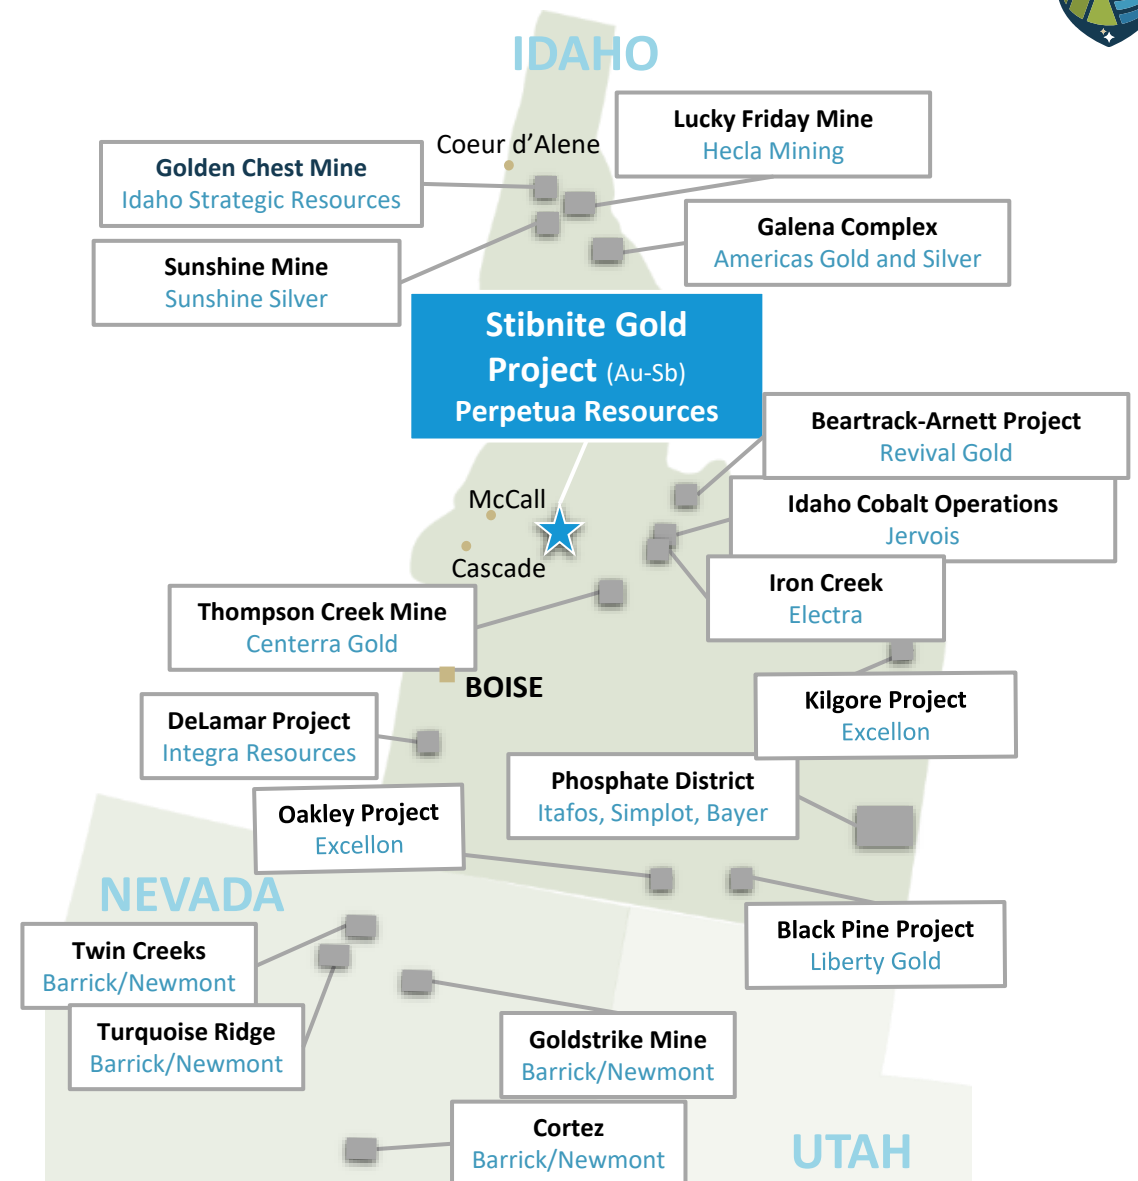 IDAHO
Lucky Friday Mine
Hecla Mining
Coeur d'Alene
Golden Chest Mine
Idaho Strategic Resources
Galena Complex
Americas Gold and Silver
Sunshine Mine
Sunshine Silver
Stibnite Gold
Project (Au-Sb)
Perpetua Resources
Beartrack-Arnett Project
Revival Gold
McCall
Idaho Cobalt Operations
Jervois
Cascade
Iron Creek
Electra
Thompson Creek Mine
Centerra Gold
BOISE
Kilgore Project
Excellon
DeLamar Project
Integra Resources
Phosphate District
Itafos, Simplot, Bayer
Oakley Project
Excellon
NEVADA
Black Pine Project
Liberty Gold
Twin Creeks
Barrick/Newmont
Turquoise Ridge
Barrick/Newmont
Goldstrike Mine
Barrick/Newmont
Cortez
Barrick/Newmont
UTAH